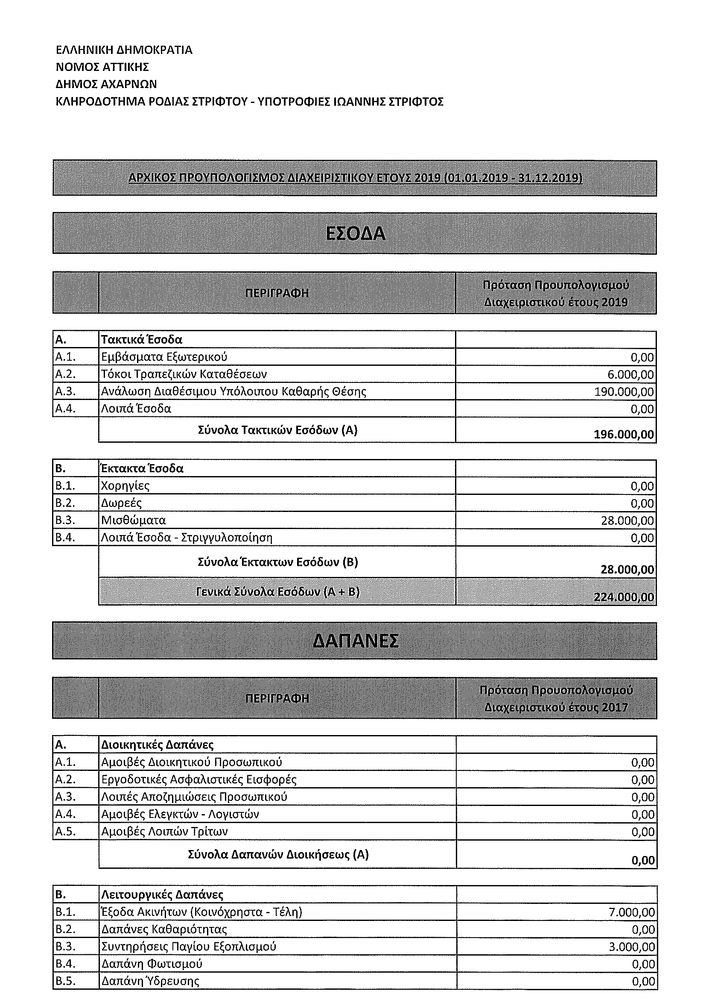 ΕΛΛΗΝΙΚΗ ΔΗΜΟΚΡΑΤΙΑ
ΝΟΜΟΣ ΑΤΤΙΚΗΣ
ΔΗΜΟΣ ΑΧΑΡΝΩΝ
ΚΛΗΡΟΔΟΤΗΜΑ ΡΟΔΙΑΣ ΣΤΡΙΦΤΟΥ - ΥΠΟΤΡΟΦΙΕΣ ΙΩΑΝΝΗΣ ΣΤΡΙΦΤΟΣ
ΑΡΧΙΚΟΣ ΠΡΟΥΠΟΛΟΓΙΣΜΟΣ ΔΙΑΧΕΙΡΙΣΤΙΚΟΥ ΕΤΟΥΣ 2019 (01.01.2019 - 31.12.2019)
ΕΣΟΔΑ
ΠΕΡΙΓΡΑΦΗ Πρόταση Προυπολογισμού
Διαχειριστικού έτους 2019
Α. Τακτικά Έσοδα
Α.1. Εμβάσματα Εξωτερικού 0,00
Α.2. Τόκοι Τραπεζικών Καταθέσεων 6.000,00
Α.3. Ανάλωση Διαθέσιμου Υπόλοιπου Καθαρής Θέσης 190.000,00
Α.4. Λοιπά Έσοδα 0,00
Σύνολα Τακτικών Εσόδων (Α) 196.000,00
Β. Έκτακτα Έσοδα
Β.1. Χορηγίες 0,00
Β.2. Δωρεές 0,00
Β.3. Μισθώματα 28.000,00
Β.4. Λοιπά Έσοδα - Στριγγυλοποίηση 0,00
Σύνολα Έκτακτων Εσόδων (Β) 28.000,00
Γενικά Σύνολα Εσόδων (Α + Β) 224.000,00
ΔΑΠΑΝΕΣ
ΠΕΡΙΓΡΑΦΗ Πρόταση Προυοπολογισμού
Διαχειριστικού έτους 2017
Α. Διοικητικές Δαπάνες
Α.1. Αμοιβές Διοικητικού Προσωπικού 0,00
Α.2. Εργοδοτικές Ασφαλιστικές Εισφορές 0,00
Α.3. Λοιπές Αποζημιώσεις Προσωπικού 0,00
Α.4. Αμοιβές Ελεγκτών - Λογιστών 0,00
Α.5. Αμοιβές Λοιπών Τρίτων 0,00
Σύνολα Δαπανών Διοικήσεως (Α) 0,00
Β. Λειτουργικές Δαπάνες
Β.1. Έξοδα Ακινήτων (Κοινόχρηστα - Τέλη) 7.000,00
Β.2. Δαπάνες Καθαριότητας 0,00
Β.3. Συντηρήσεις Παγίου Εξοπλισμού 3.000,00
Β.4. Δαπάνη Φωτισμού 0,00
Β.5. Δαπάνη Ύδρευσης 0,00